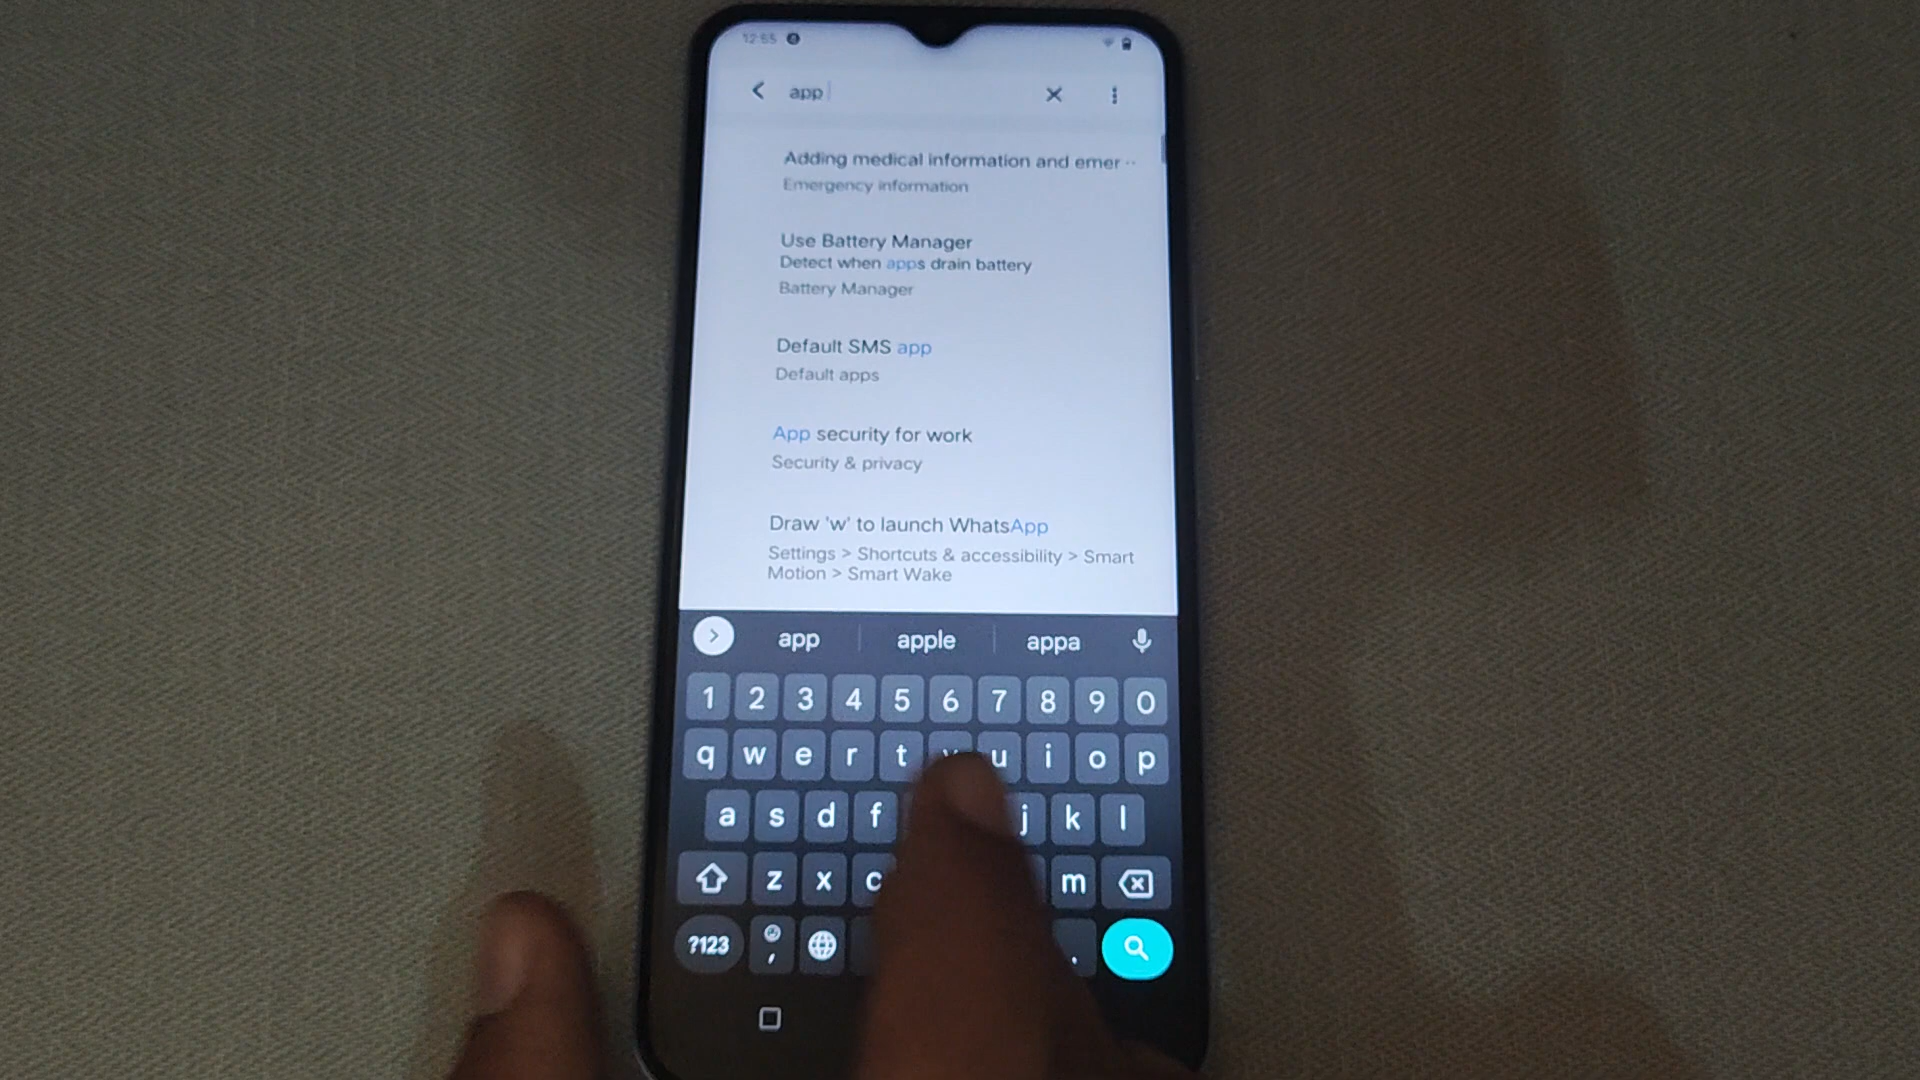 12:55
app
Adding medical information and emer ··
Emergency information
Use Battery Manager
Detect when apps drain battery
Battery Manager
Default SMS app
Default apps
App security for work
Security & privacy
Draw 'w' to launch WhatsApp
Settings > Shortcuts & accessibility > Smart
Motion > Smart Wake
app apple appa
1 2 3 4 5 6 7 8 9 0
q w e r t u i o p
a s d f j k l
z x c m
?123 , .